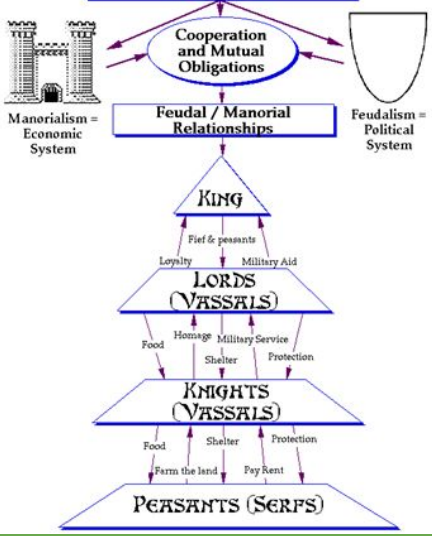 Cooperation
and Mutual
Obligations
Manorialism =
Economic
System
Feudalism =
Political
System
Feudal / Manorial
Relationships
KING
Fief & peasants
Loyalty
Military Aid
LORDS
(VASSALS)
Food
Homage
Shelter
Military Service
Protection
KNIGHTS
(VASSALS)
Food
Farm the land
Shelter
Pay Rent
Protection
PEASANTS (SERFS)